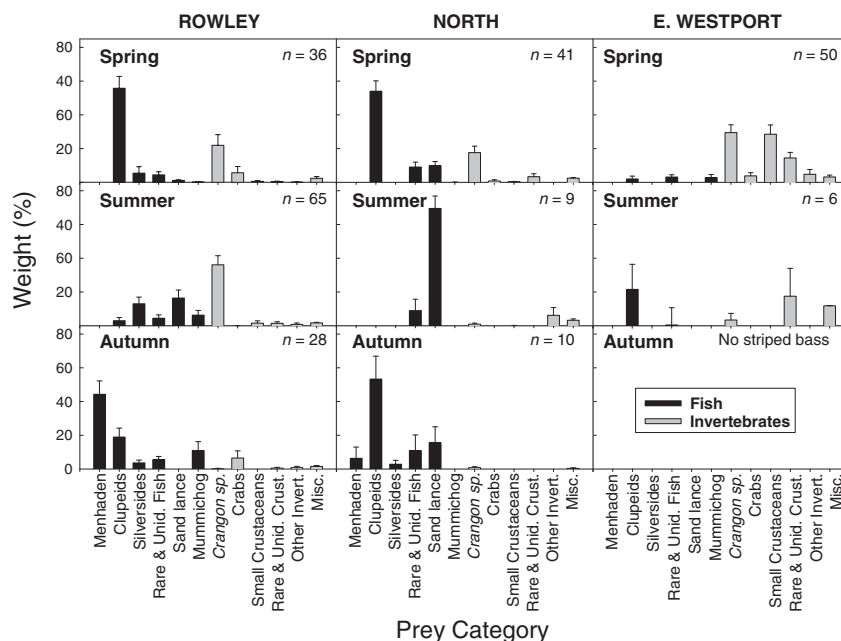 ROWLEY NORTH E. WESTPORT
Spring n = 36 Spring n = 41 Spring n = 50
80
40
60
20
Summer n = 65 Summer n = 9 Summer n = 6
80
40
60
20
Autumn n = 28 Autumn n = 10 Autumn No striped bass
80
60
40
20
0
Weight (%)
Fish
Invertebrates
Menhaden
Clupeids
Silversides
Rare & Unid. Fish
Sand lance
Mummichog
Crangon sp.
Crabs
Small Crustaceans
Rare & Unid. Crust.
Other Invert.
Misc.
Menhaden
Clupeids
Silversides
Rare & Unid. Fish
Sand lance
Mummichog
Crangon sp.
Crabs
Small Crustaceans
Rare & Unid. Crust.
Other Invert.
Misc.
Menhaden
Clupeids
Silversides
Rare & Unid. Fish
Sand lance
Mummichog
Crangon sp.
Crabs
Small Crustaceans
Rare & Unid. Crust.
Other Invert.
Misc.
Prey Category